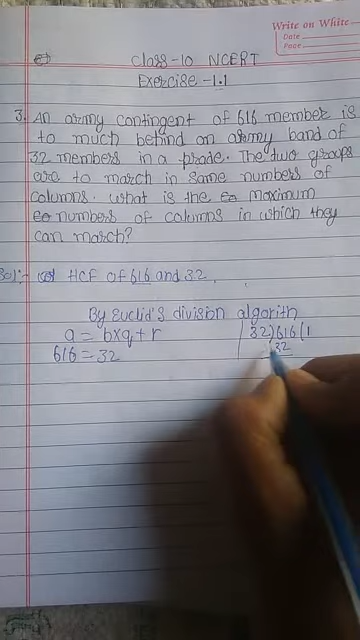 Write on White
Date
Page
Class-10 NCERT
Exercise-1.1
3. An army contingent of 616 member is
to much behind on army band of
32 members in a prade. The two groups
are to march in same numbers of
columns. what is the maximum
numbers of columns in which they
can march?
Sol:- HCF of 616 and 32.
By Euclid's division algorith
a = b×q+r
32)616(1
616 = 32
32